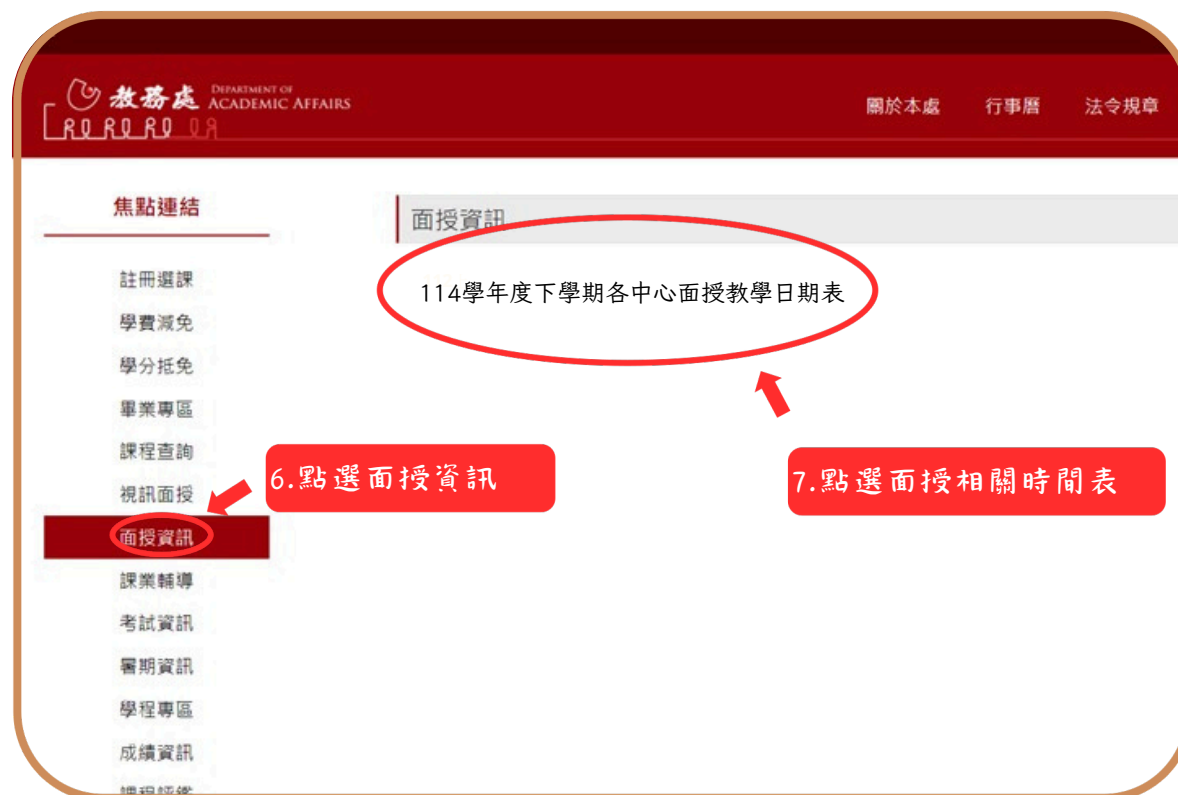 教務處 DEPARTMENT OF
ACADEMIC AFFAIRS
關於本處 行事曆 法令規章
焦點連結
面授資訊
114學年度下學期各中心面授教學日期表
註冊選課
學費減免
學分抵免
畢業專區
課程查詢
6.點選面授資訊
7.點選面授相關時間表
視訊面授
面授資訊
課業輔導
考試資訊
暑期資訊
學程專區
成績資訊
課程評鑑